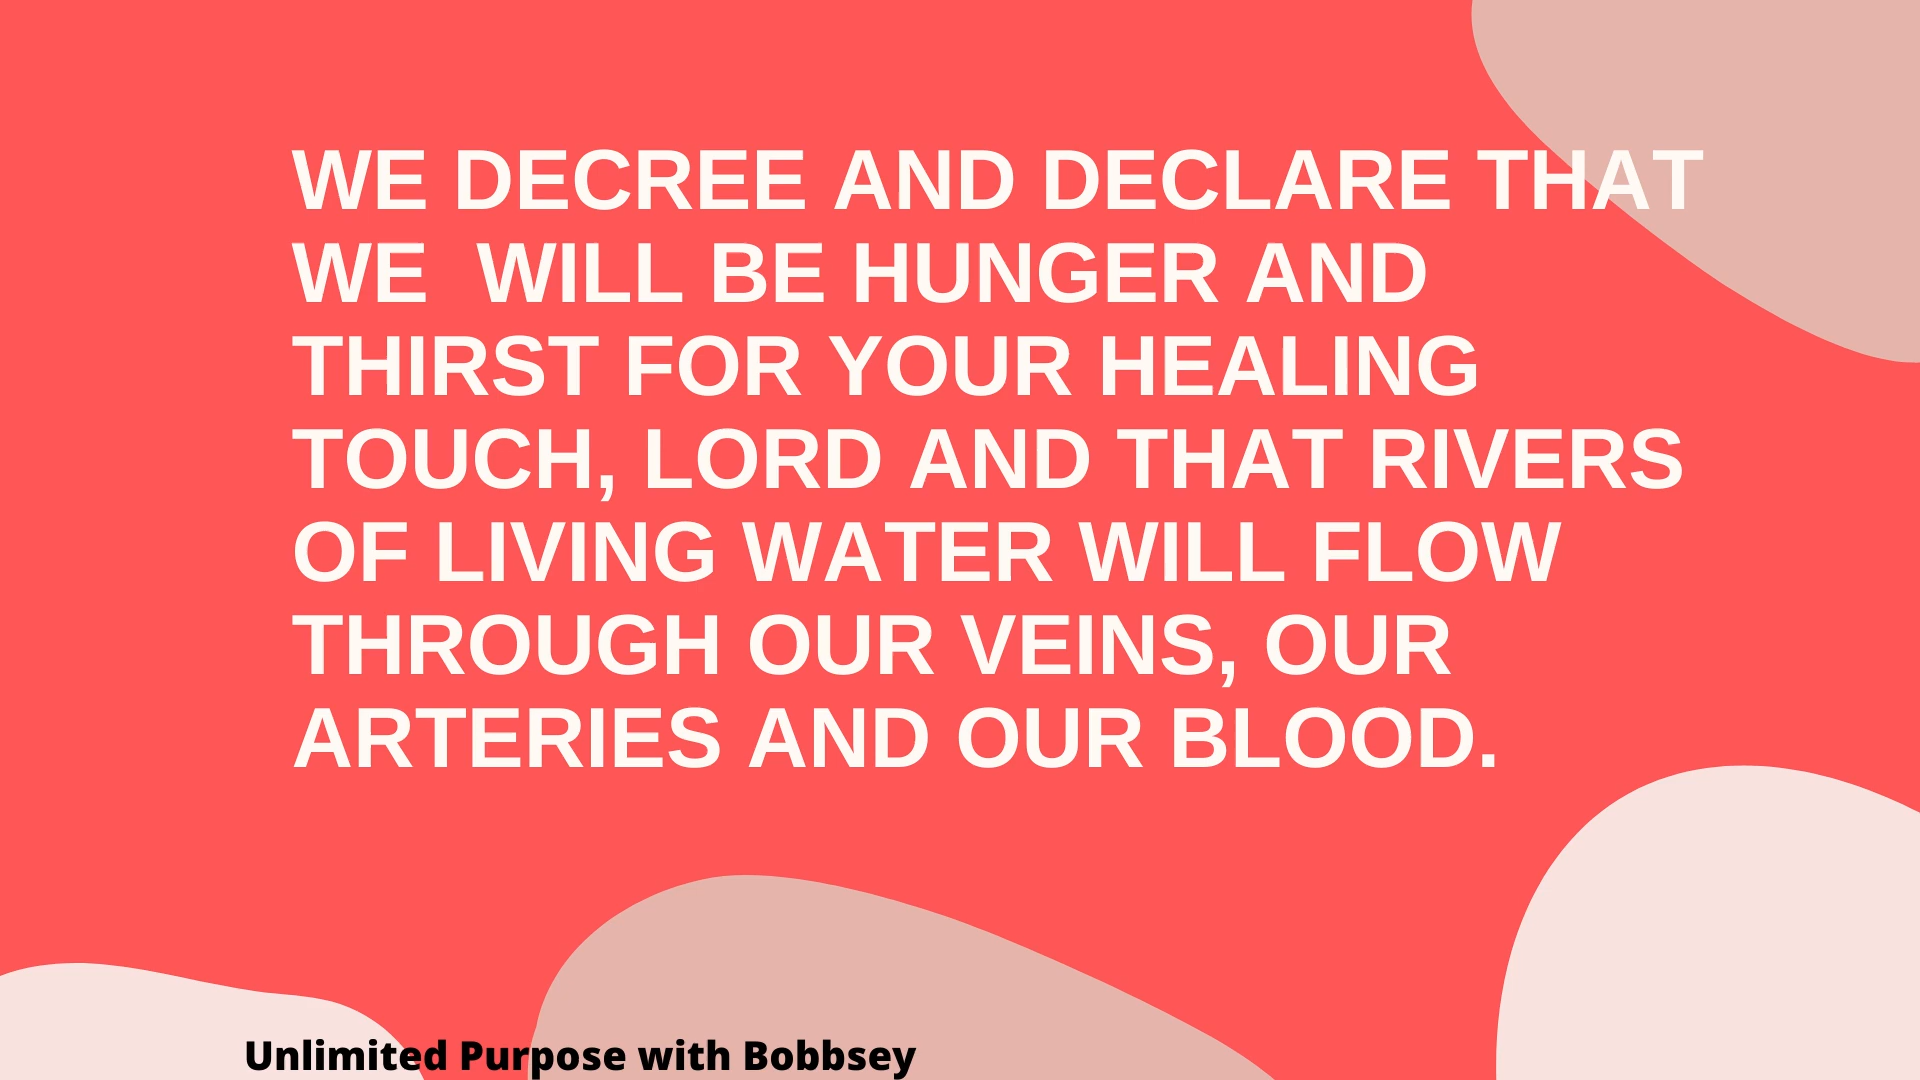 WE DECREE AND DECLARE THAT
WE  WILL BE HUNGER AND
THIRST FOR YOUR HEALING
TOUCH, LORD AND THAT RIVERS
OF LIVING WATER WILL FLOW
THROUGH OUR VEINS, OUR
ARTERIES AND OUR BLOOD.
Unlimited Purpose with Bobbsey